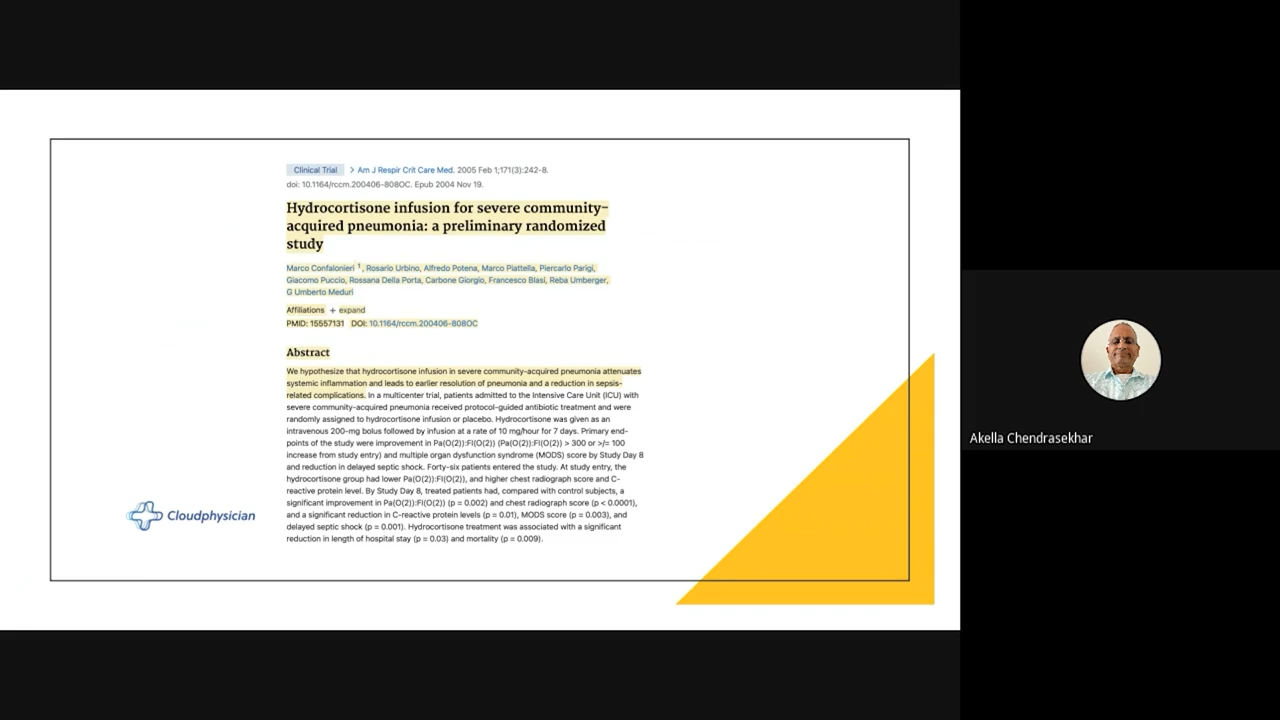 Clinical Trial > Am J Respir Crit Care Med. 2005 Feb 1;171(3):242-8.
doi: 10.1164/rccm.200406-808OC. Epub 2004 Nov 19.
Hydrocortisone infusion for severe community-
acquired pneumonia: a preliminary randomized
study
Marco Confalonieri 1, Rosario Urbino, Alfredo Potena, Marco Piattella, Piercarlo Parigi,
Giacomo Puccio, Rossana Della Porta, Carbone Giorgio, Francesco Blasi, Reba Umberger,
G Umberto Meduri
Affiliations + expand
PMID: 15557131 DOI: 10.1164/rccm.200406-808OC
Abstract
We hypothesize that hydrocortisone infusion in severe community-acquired pneumonia attenuates
systemic inflammation and leads to earlier resolution of pneumonia and a reduction in sepsis-
related complications. In a multicenter trial, patients admitted to the Intensive Care Unit (ICU) with
severe community-acquired pneumonia received protocol-guided antibiotic treatment and were
randomly assigned to hydrocortisone infusion or placebo. Hydrocortisone was given as an
intravenous 200-mg bolus followed by infusion at a rate of 10 mg/hour for 7 days. Primary end-
points of the study were improvement in Pa(O(2)):FI(O(2)) (Pa(O(2)):FI(O(2)) > 300 or >/= 100
increase from study entry) and multiple organ dysfunction syndrome (MODS) score by Study Day 8
and reduction in delayed septic shock. Forty-six patients entered the study. At study entry, the
hydrocortisone group had lower Pa(O(2)):FI(O(2)), and higher chest radiograph score and C-
reactive protein level. By Study Day 8, treated patients had, compared with control subjects, a
significant improvement in Pa(O(2)):FI(O(2)) (p = 0.002) and chest radiograph score (p < 0.0001),
and a significant reduction in C-reactive protein levels (p = 0.01), MODS score (p = 0.003), and
delayed septic shock (p = 0.001). Hydrocortisone treatment was associated with a significant
reduction in length of hospital stay (p = 0.03) and mortality (p = 0.009).
Cloudphysician
Akella Chendrasekhar